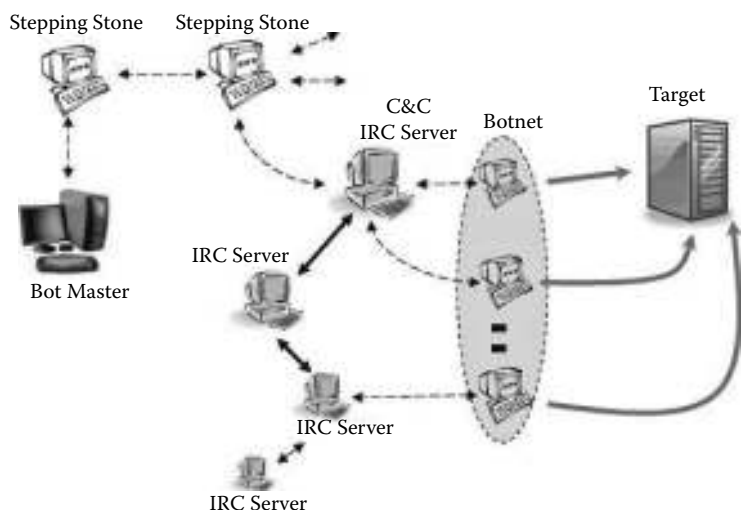 Stepping Stone
Stepping Stone
C&C
IRC Server
Botnet
Target
IRC Server
Bot Master
IRC Server
IRC Server